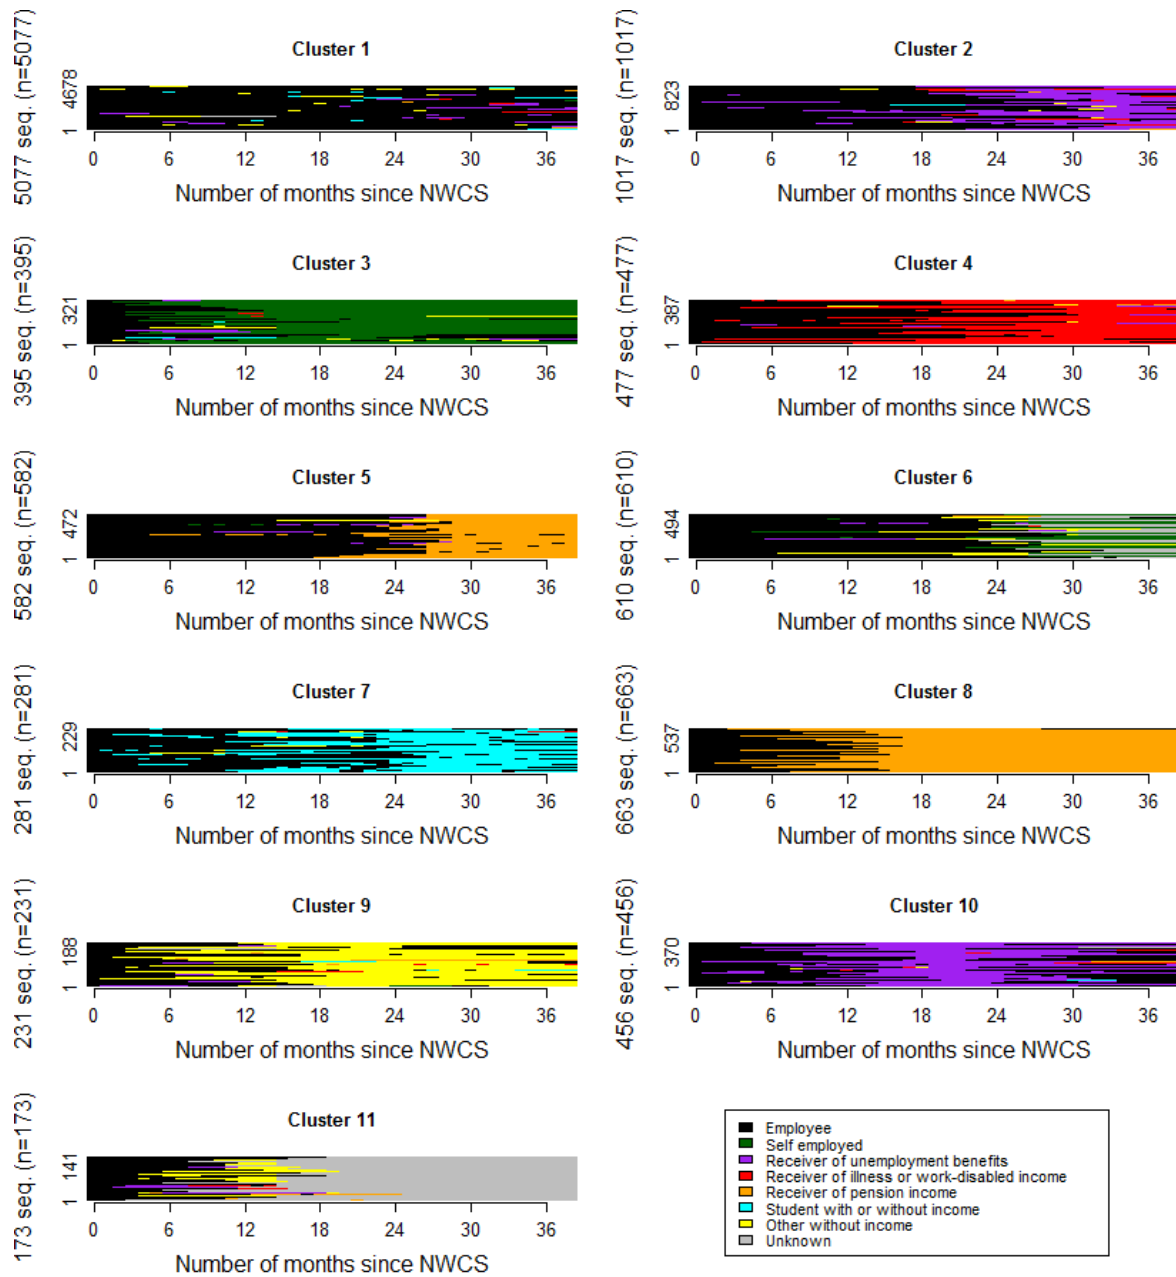 Cluster 1
5077 seq. (n=5077)
1 4678
0 6 12 18 24 30 36
Number of months since NWCS
Cluster 2
1017 seq. (n=1017)
1 823
0 6 12 18 24 30 36
Number of months since NWCS
Cluster 3
395 seq. (n=395)
1 321
0 6 12 18 24 30 36
Number of months since NWCS
Cluster 4
477 seq. (n=477)
1 387
0 6 12 18 24 30 36
Number of months since NWCS
Cluster 5
582 seq. (n=582)
1 472
0 6 12 18 24 30 36
Number of months since NWCS
Cluster 6
610 seq. (n=610)
1 494
0 6 12 18 24 30 36
Number of months since NWCS
Cluster 7
281 seq. (n=281)
1 229
0 6 12 18 24 30 36
Number of months since NWCS
Cluster 8
663 seq. (n=663)
1 537
0 6 12 18 24 30 36
Number of months since NWCS
Cluster 9
231 seq. (n=231)
1 188
0 6 12 18 24 30 36
Number of months since NWCS
Cluster 10
456 seq. (n=456)
1 370
0 6 12 18 24 30 36
Number of months since NWCS
Cluster 11
173 seq. (n=173)
1 141
0 6 12 18 24 30 36
Number of months since NWCS
Employee
Self employed
Receiver of unemployment benefits
Receiver of illness or work-disabled income
Receiver of pension income
Student with or without income
Other without income
Unknown